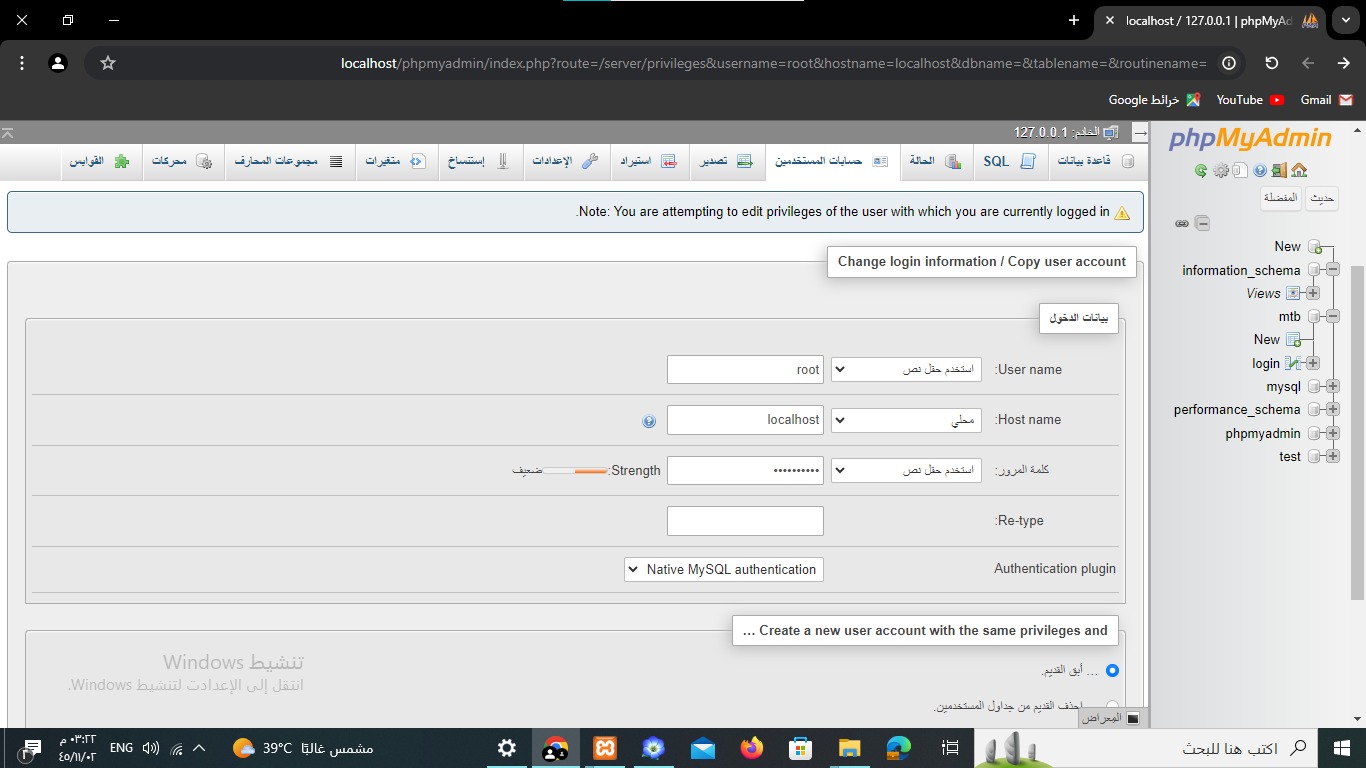 localhost / 127.0.0.1 | phpMyAd
localhost/phpmyadmin/index.php?route=/server/privileges&username=root&hostname=localhost&dbname=&tablename=&routinename=
Gmail
YouTube
خرائط Google
phpMyAdmin
حديث
المفضلة
New
information_schema
Views
mtb
New
login
mysql
performance_schema
phpmyadmin
test
الخادم: 127.0.0.1
قاعدة بيانات
SQL
الحالة
حسابات المستخدمين
تصدير
استيراد
الإعدادات
إستنساخ
متغيرات
مجموعات المحارف
محركات
القوابس
Note: You are attempting to edit privileges of the user with which you are currently logged in.
Change login information / Copy user account
بيانات الدخول
User name:
استخدم حقل نص
root
Host name:
محلي
localhost
كلمة المرور:
استخدم حقل نص
••••••••••
Strength:
ضعيف
Re-type:
Authentication plugin
Native MySQL authentication
Create a new user account with the same privileges and ...
... أبق القديم.
... احذف القديم من جداول المستخدمين.
المِعراض
تنشيط Windows
انتقل إلى الإعدادت لتنشيط Windows.
اكتب هنا للبحث
39°C مشمس غالبًا
ENG
٠٣:٢٢ م
٤٥/١١/٠٢